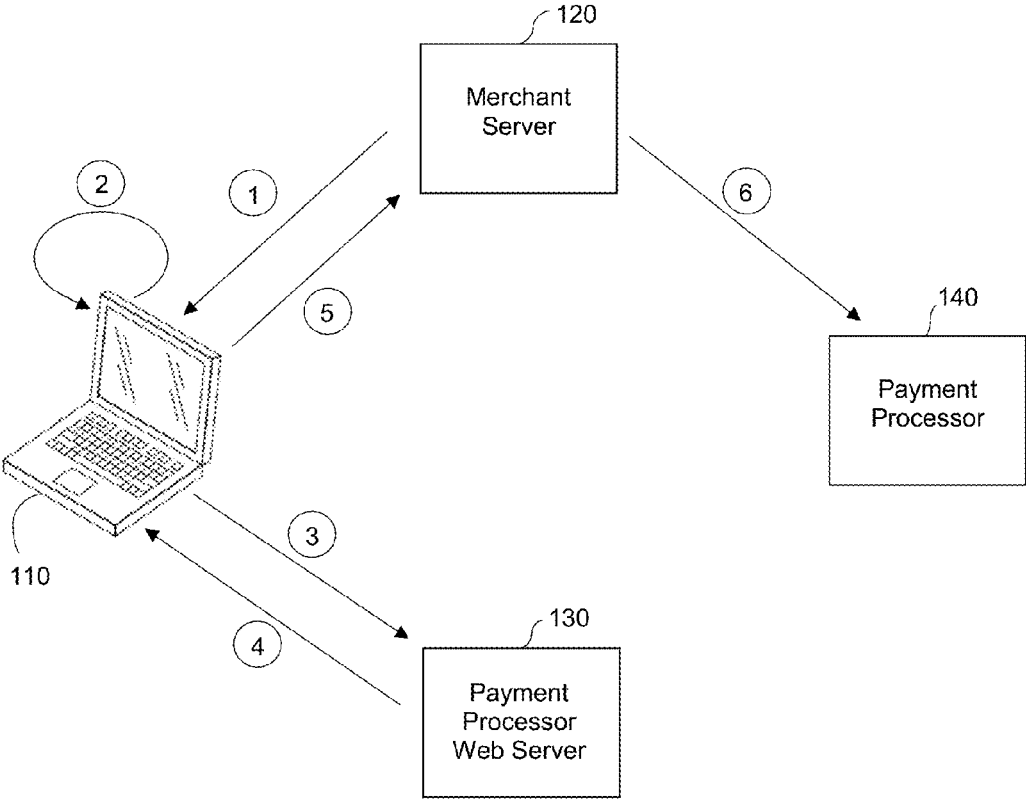 120
Merchant
Server
2
1
6
5
140
Payment
Processor
3
110
4
130
Payment
Processor
Web Server